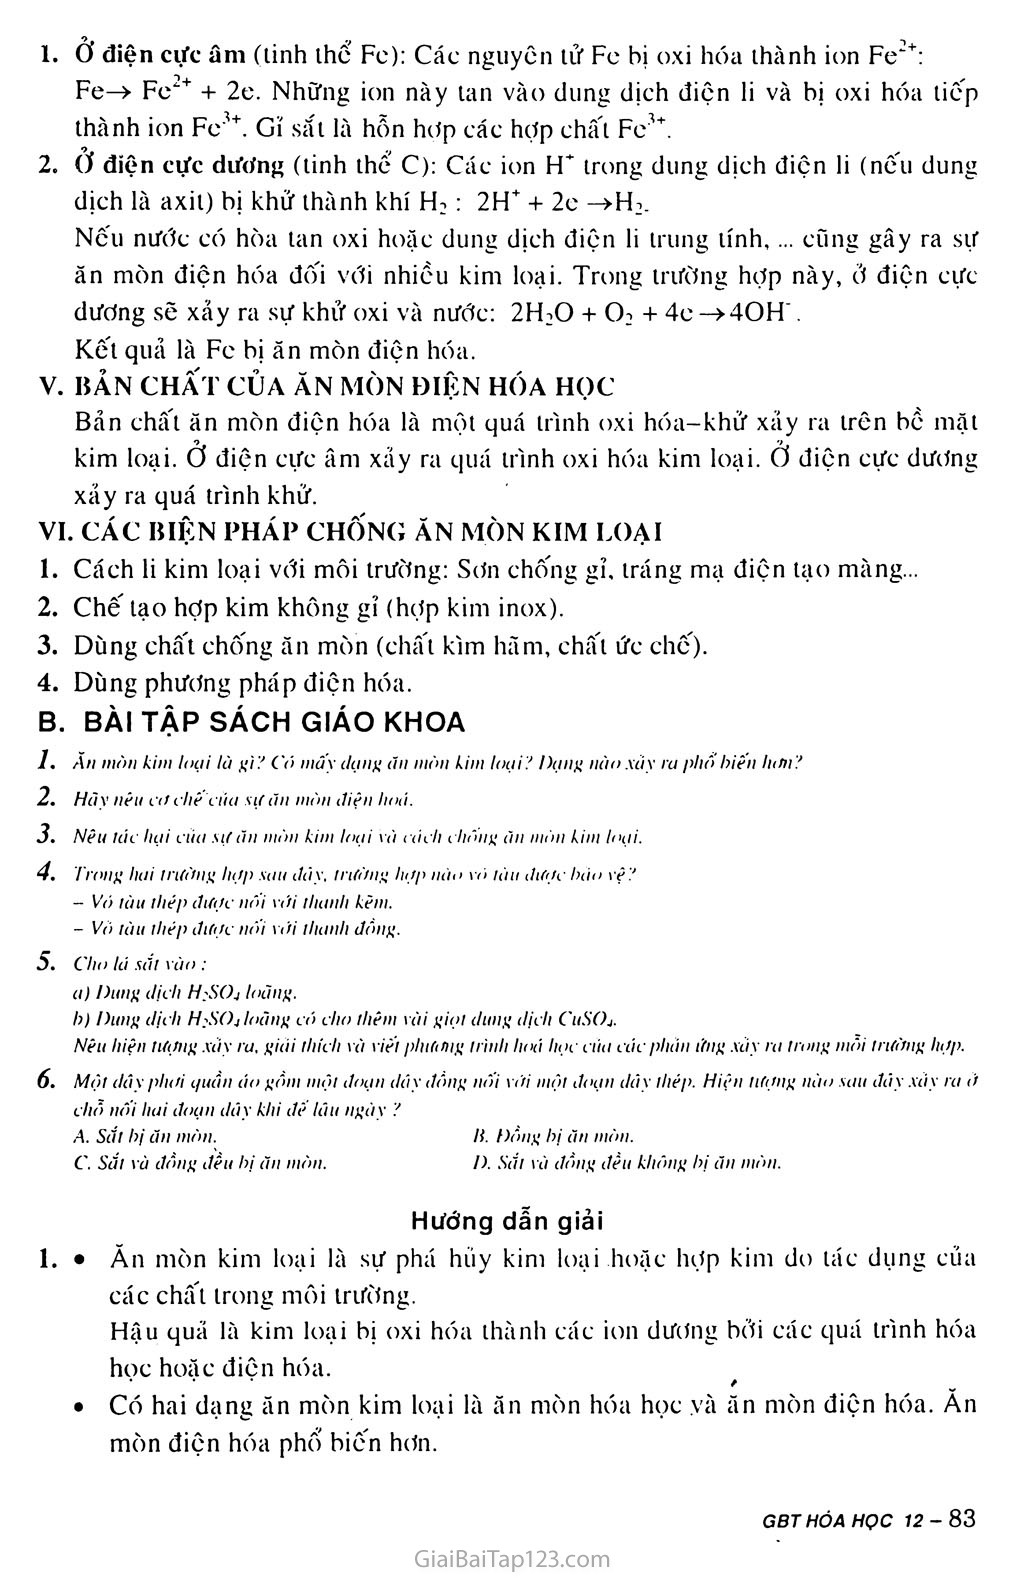 1. Ở điện cực âm (tinh thể Fe): Các nguyên tử Fe bị oxi hóa thành ion Fe²⁺:
Fe→ Fe²⁺ + 2e. Những ion này tan vào dung dịch điện li và bị oxi hóa tiếp
thành ion Fe³⁺. Gỉ sắt là hỗn hợp các hợp chất Fe³⁺.
2. Ở điện cực dương (tinh thể C): Các ion H⁺ trong dung dịch điện li (nếu dung
dịch là axit) bị khử thành khí H₂ : 2H⁺ + 2e →H₂.
Nếu nước có hòa tan oxi hoặc dung dịch điện li trung tính, ... cũng gây ra sự
ăn mòn điện hóa đối với nhiều kim loại. Trong trường hợp này, ở điện cực
dương sẽ xảy ra sự khử oxi và nước: 2H₂O + O₂ + 4e →4OH⁻.
Kết quả là Fe bị ăn mòn điện hóa.
V. BẢN CHẤT CỦA ĂN MÒN ĐIỆN HÓA HỌC
Bản chất ăn mòn điện hóa là một quá trình oxi hóa–khử xảy ra trên bề mặt
kim loại. Ở điện cực âm xảy ra quá trình oxi hóa kim loại. Ở điện cực dương
xảy ra quá trình khử.
VI. CÁC BIỆN PHÁP CHỐNG ĂN MÒN KIM LOẠI
1. Cách li kim loại với môi trường: Sơn chống gỉ, tráng mạ điện tạo màng...
2. Chế tạo hợp kim không gỉ (hợp kim inox).
3. Dùng chất chống ăn mòn (chất kìm hãm, chất ức chế).
4. Dùng phương pháp điện hóa.
B. BÀI TẬP SÁCH GIÁO KHOA
1. Ăn mòn kim loại là gì? Có mấy dạng ăn mòn kim loại? Dạng nào xảy ra phổ biến hơn?
2. Hãy nêu cơ chế của sự ăn mòn điện hoá.
3. Nêu tác hại của sự ăn mòn kim loại và cách chống ăn mòn kim loại.
4. Trong hai trường hợp sau đây, trường hợp nào vỏ tàu được bảo vệ?
– Vỏ tàu thép được nối với thanh kẽm.
– Vỏ tàu thép được nối với thanh đồng.
5. Cho lá sắt vào :
a) Dung dịch H₂SO₄ loãng.
b) Dung dịch H₂SO₄ loãng có cho thêm vài giọt dung dịch CuSO₄.
Nêu hiện tượng xảy ra, giải thích và viết phương trình hoá học của các phản ứng xảy ra trong mỗi trường hợp.
6. Một dây phơi quần áo gồm một đoạn dây đồng nối với một đoạn dây thép. Hiện tượng nào sau đây xảy ra ở
chỗ nối hai đoạn dây khi để lâu ngày ?
A. Sắt bị ăn mòn. B. Đồng bị ăn mòn.
C. Sắt và đồng đều bị ăn mòn. D. Sắt và đồng đều không bị ăn mòn.
Hướng dẫn giải
1. • Ăn mòn kim loại là sự phá hủy kim loại hoặc hợp kim do tác dụng của
các chất trong môi trường.
Hậu quả là kim loại bị oxi hóa thành các ion dương bởi các quá trình hóa
học hoặc điện hóa.
• Có hai dạng ăn mòn kim loại là ăn mòn hóa học và ăn mòn điện hóa. Ăn
mòn điện hóa phổ biến hơn.
GBT HÓA HỌC 12 – 83
GiaiBaiTap123.com